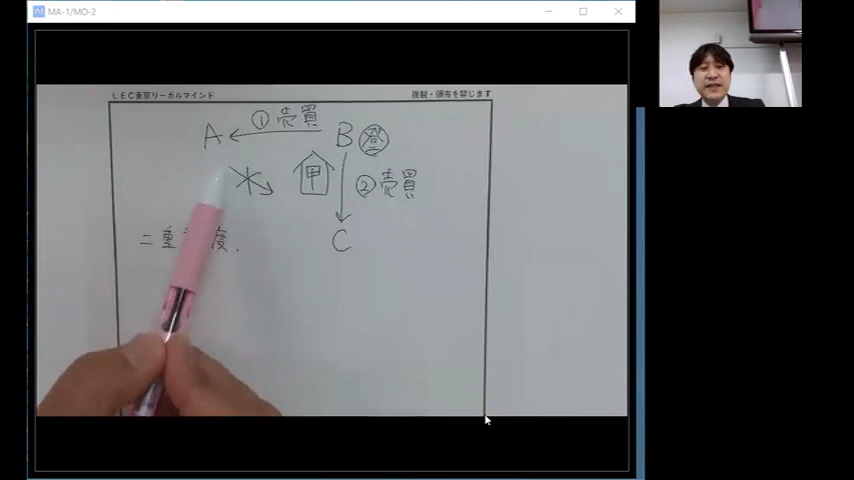 MA-1/MO-2
LEC東京リーガルマインド
複製・頒布を禁じます
① 売買
A
B
登
甲
② 売買
二重
度.
C